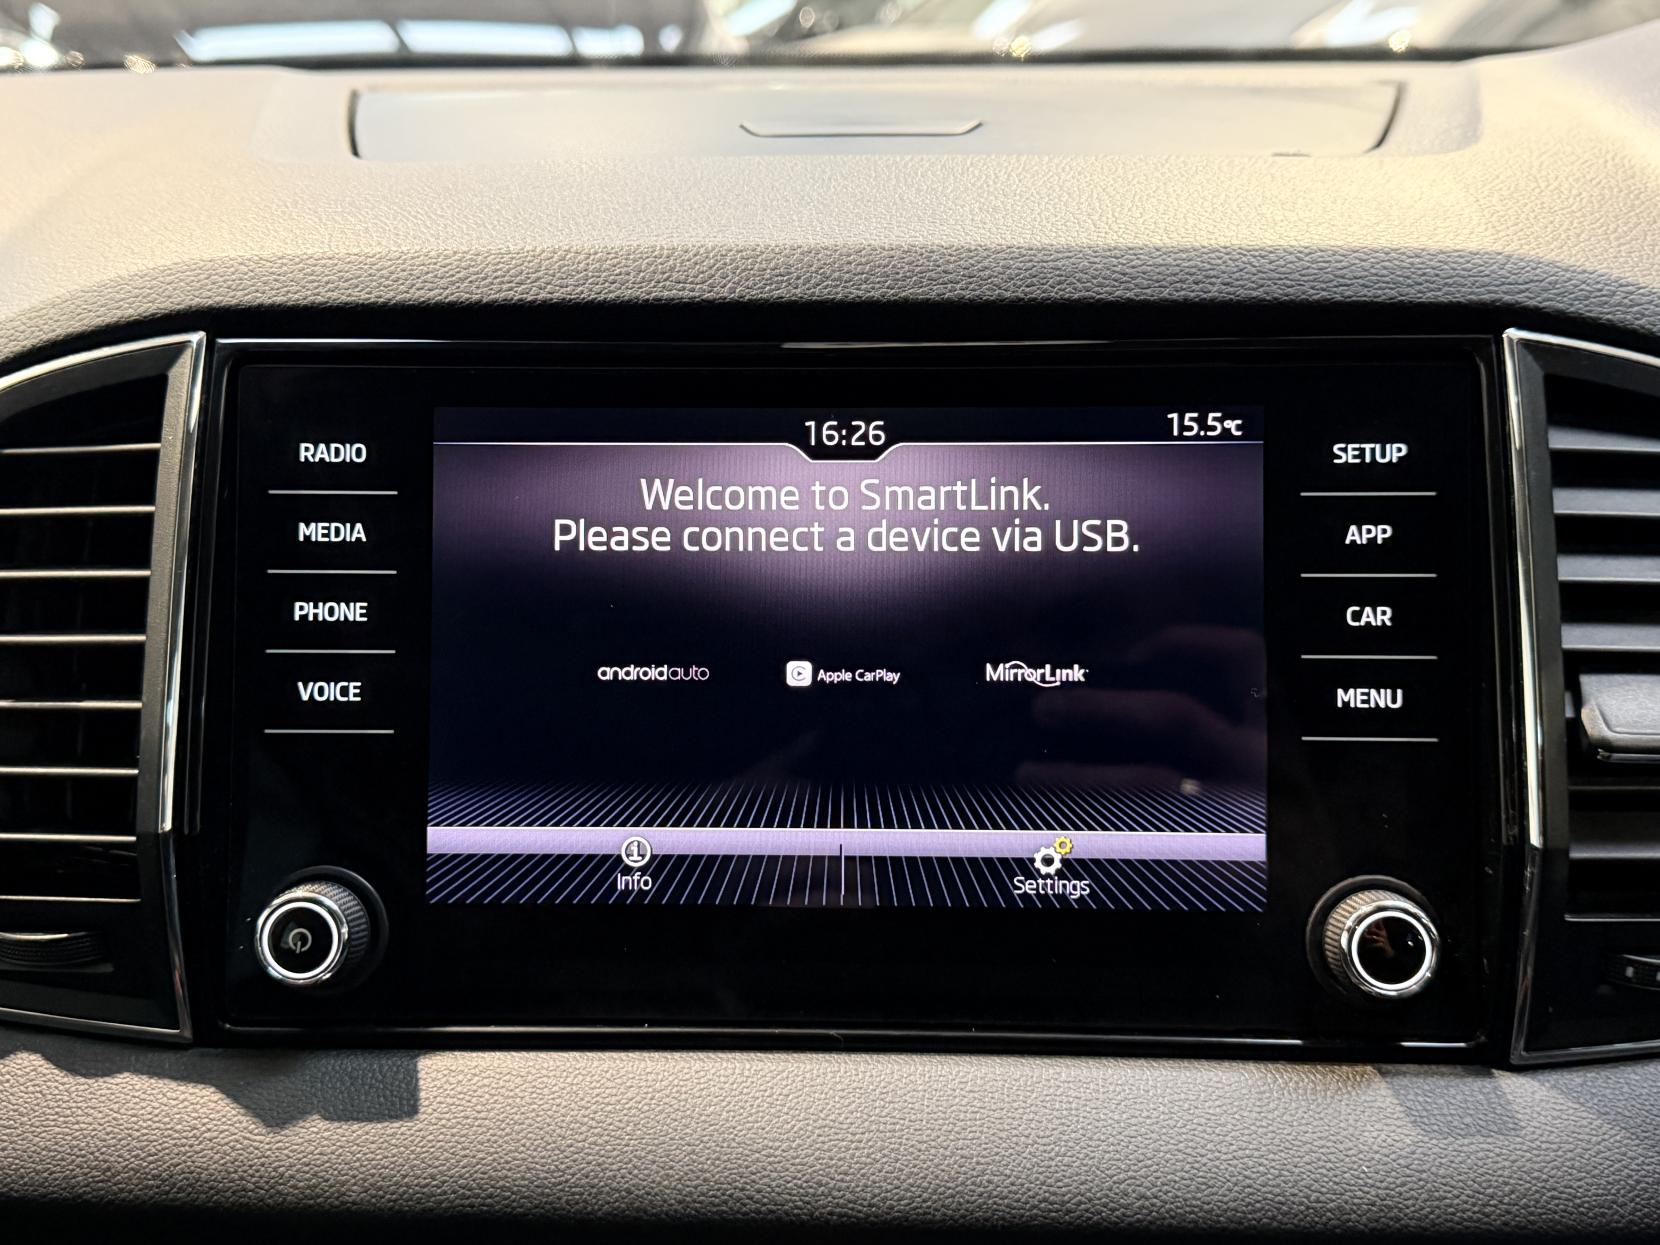 16:26
15.5°C
RADIO
MEDIA
PHONE
VOICE
Welcome to SmartLink.
Please connect a device via USB.
androidauto
Apple CarPlay
MirrorLink
Info
Settings
SETUP
APP
CAR
MENU